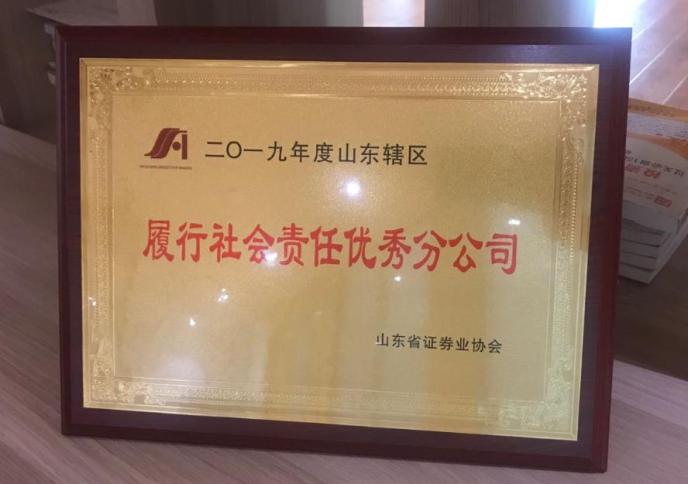 二〇一九年度山东辖区
履行社会责任优秀分公司
山东省证券业协会